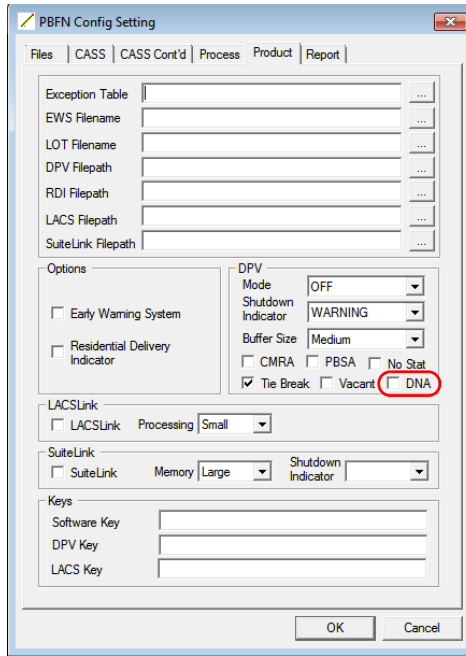 PBFN Config Setting
Files CASS CASS Cont'd Process Product Report
Exception Table ...
EWS Filename ...
LOT Filename ...
DPV Filepath ...
RDI Filepath ...
LACS Filepath ...
SuiteLink Filepath ...
Options
Early Warning System
Residential Delivery
Indicator
DPV
Mode OFF
Shutdown
Indicator WARNING
Buffer Size Medium
CMRA PBSA No Stat
Tie Break Vacant DNA
LACSLink
LACSLink Processing Small
SuiteLink
SuiteLink Memory Large Shutdown
Indicator
Keys
Software Key
DPV Key
LACS Key
OK Cancel